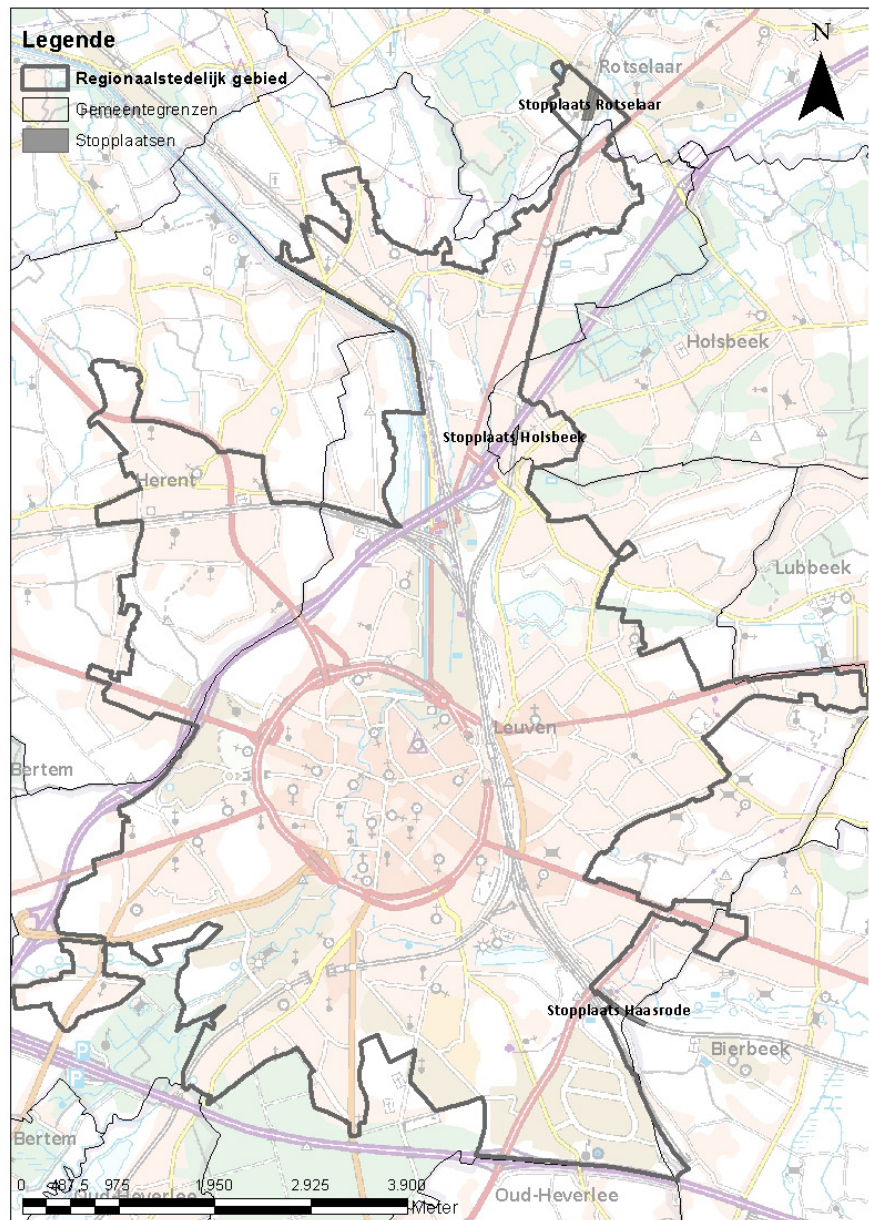 Legende
Regionaalstedelijk gebied
Gemeentegrenzen
Stopplaatsen
N
Rotselaar
Stopplaats Rotselaar
Holsbeek
Stopplaats Holsbeek
Herent
Lubbeek
Leuven
Bertem
Stopplaats Haasrode
Bierbeek
P
P
Bertem
0 487,5 975 1.950 2.925 3.900
Meter
Oud-Heverlee
Oud-Heverlee